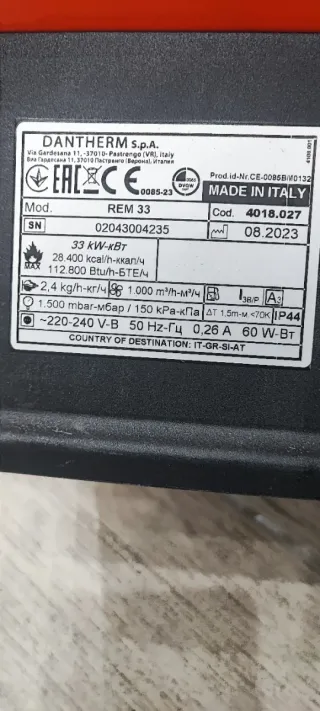 DANTHERM S.p.A.
Via Gardesana 11, -37010- Pastrengo (VR), Italy
Виа Гардесана 11, 37010 Пастренго (Верона), Италия
EAC CE 0085-23 DVGW
Prod.id-Nr.CE-0085
MADE IN ITALY
Mod. REM 33 Cod. 4018.027
SN 02043004235 08.2023
33 kW-кВт
28.400 kcal/h-ккал/ч
MAX
112.800 Btu/h-БТЕ/ч
2,4 kg/h-кг/ч 1.000 m³/h-м³/ч I3B/P A3
1.500 mbar-мбар / 150 kPa-кПа ΔT 1,5m-м.<70K IP44
~220-240 V-В 50 Hz-Гц 0,26 A 60 W-Вт
COUNTRY OF DESTINATION: IT-GR-SI-AT